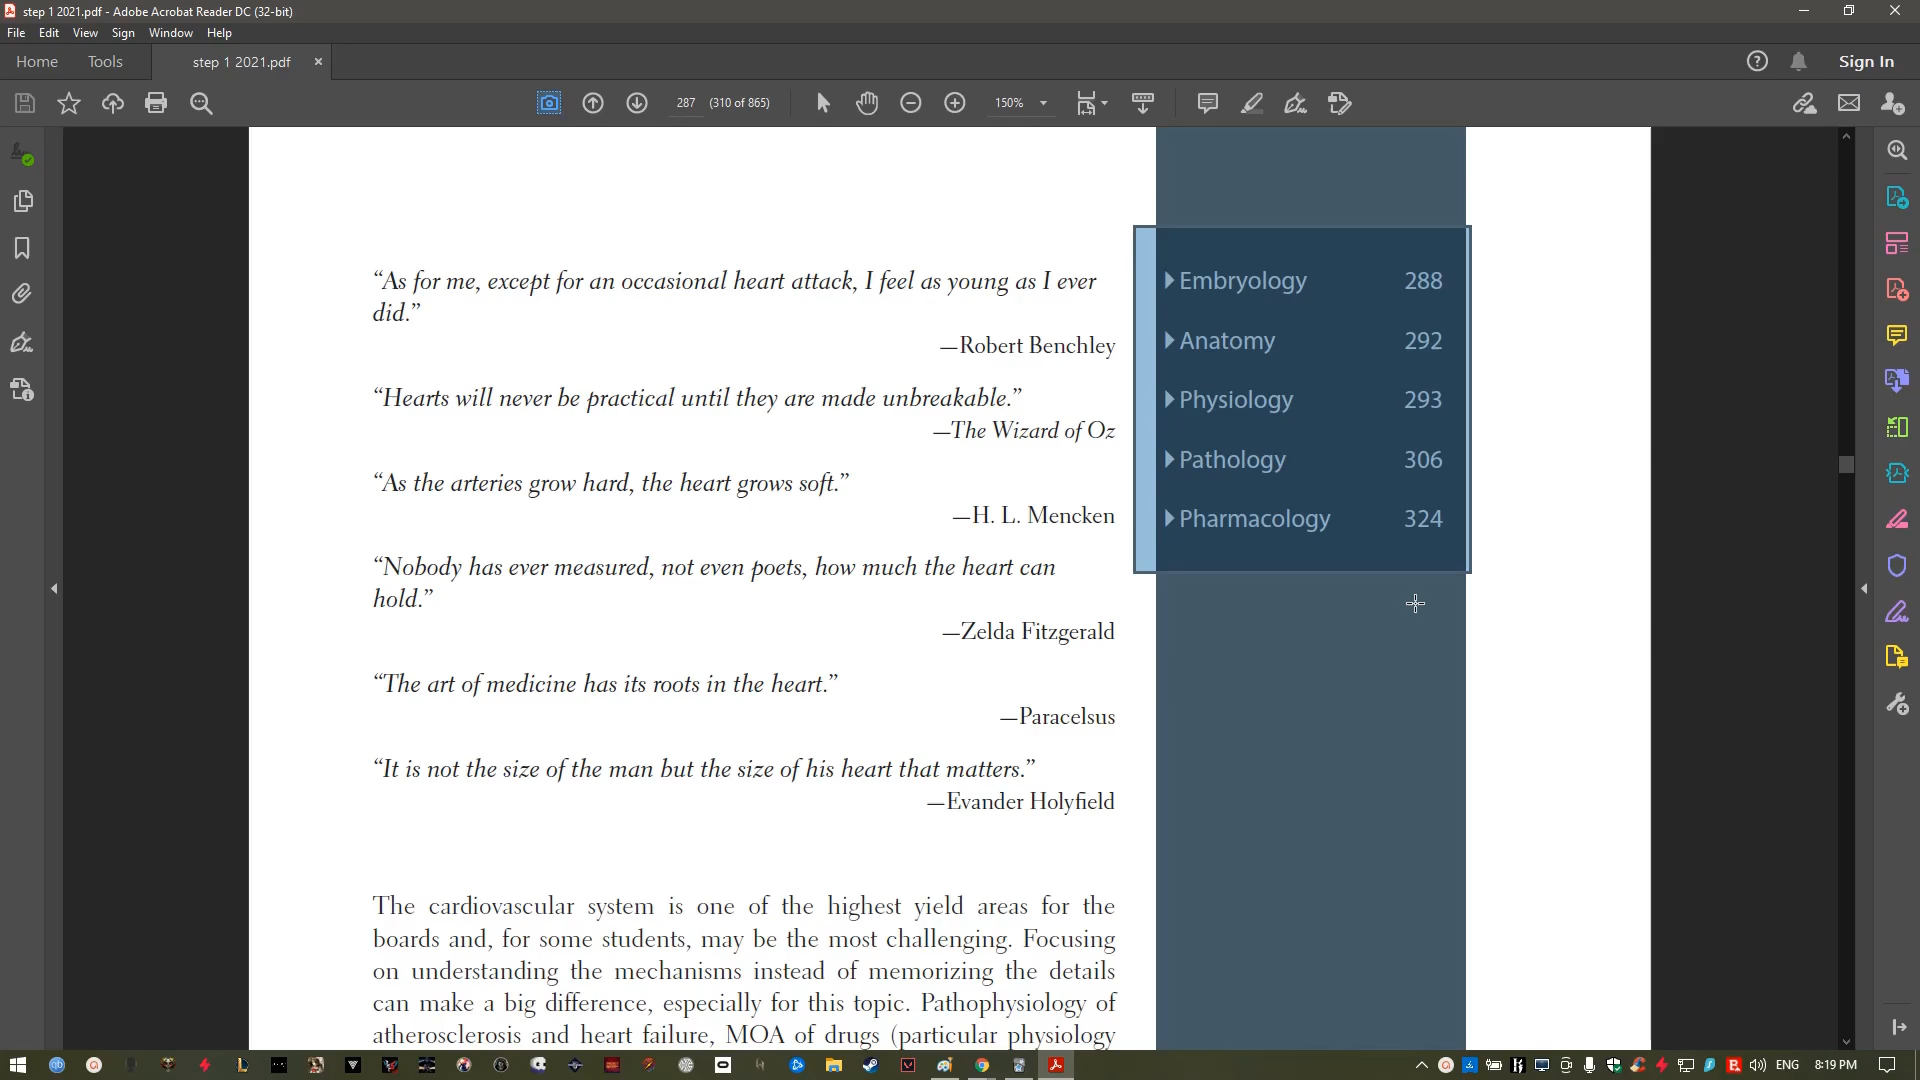 step 1 2021.pdf - Adobe Acrobat Reader DC (32-bit)
File Edit View Sign Window Help
Home Tools step 1 2021.pdf × Sign In
287 (310 of 865) 150%
“As for me, except for an occasional heart attack, I feel as young as I ever
did.”
—Robert Benchley
“Hearts will never be practical until they are made unbreakable.”
—The Wizard of Oz
“As the arteries grow hard, the heart grows soft.”
—H. L. Mencken
“Nobody has ever measured, not even poets, how much the heart can
hold.”
—Zelda Fitzgerald
“The art of medicine has its roots in the heart.”
—Paracelsus
“It is not the size of the man but the size of his heart that matters.”
—Evander Holyfield
The cardiovascular system is one of the highest yield areas for the
boards and, for some students, may be the most challenging. Focusing
on understanding the mechanisms instead of memorizing the details
can make a big difference, especially for this topic. Pathophysiology of
atherosclerosis and heart failure, MOA of drugs (particular physiology
Embryology 288
Anatomy 292
Physiology 293
Pathology 306
Pharmacology 324
ENG 8:19 PM